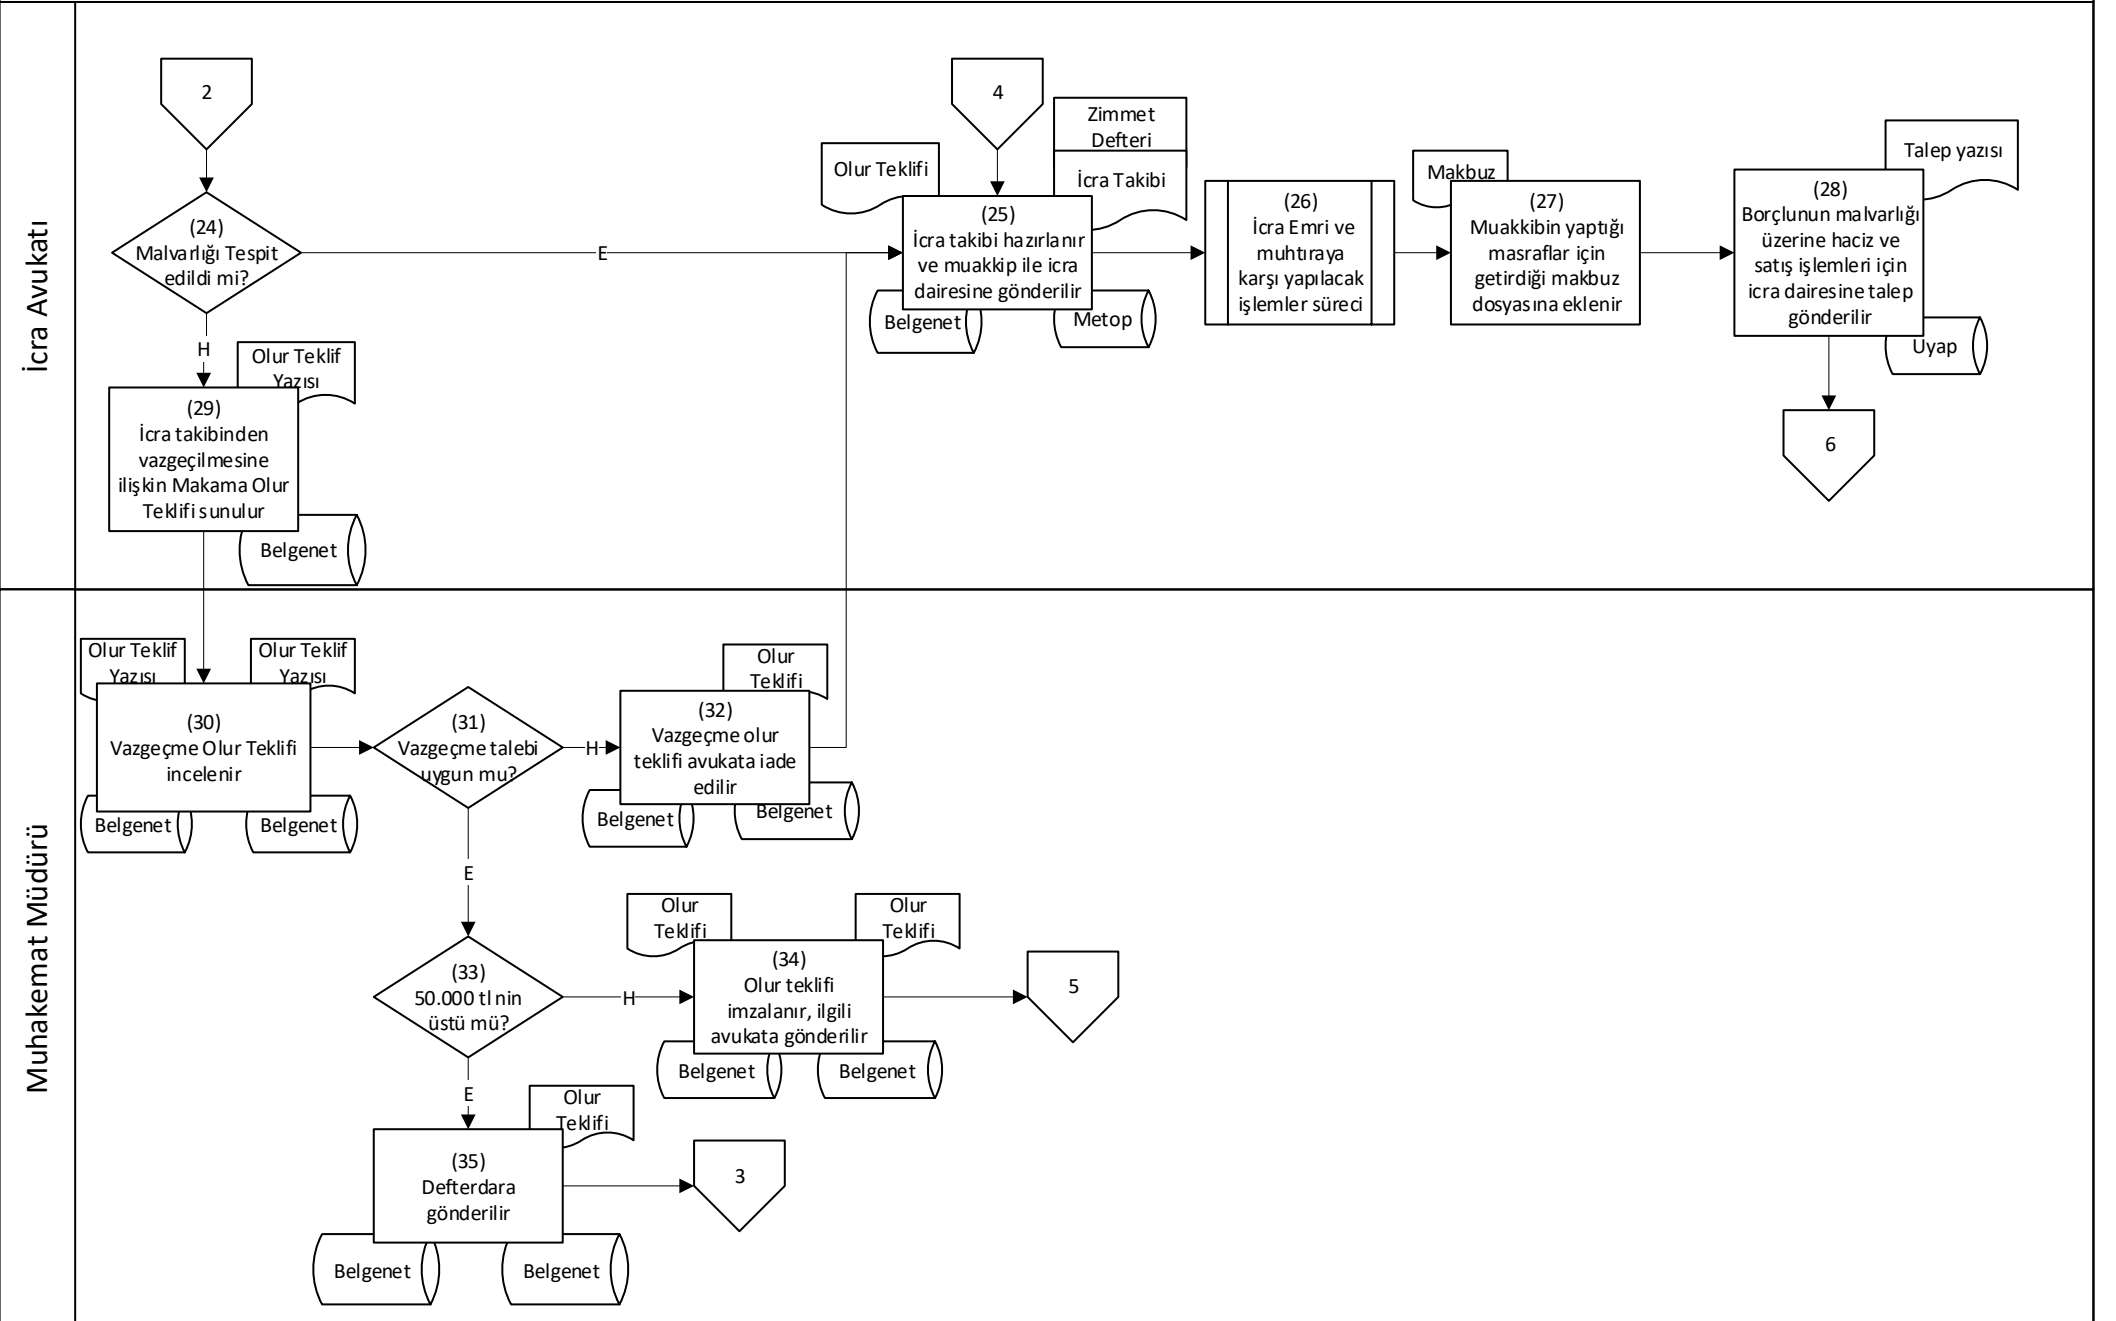 İcra Avukatı
2
4
Zimmet
Defteri
Olur Teklifi
İcra Takibi
Makbuz
Talep yazısı
(24)
Malvarlığı Tespit
edildi mi?
E
(25)
İcra takibi hazırlanır
ve muakkip ile icra
dairesine gönderilir
Belgenet
Metop
(26)
İcra Emri ve
muhtıraya
karşı yapılacak
işlemler süreci
(27)
Muakkibin yaptığı
masraflar için
getirdiği makbuz
dosyasına eklenir
(28)
Borçlunun malvarlığı
üzerine haciz ve
satış işlemleri için
icra dairesine talep
gönderilir
Uyap
6
H
Olur Teklif
Yazısı
(29)
İcra takibinden
vazgeçilmesine
ilişkin Makama Olur
Teklifi sunulur
Belgenet
Muhakemat Müdürü
Olur Teklif
Yazısı
Olur Teklif
Yazısı
(30)
Vazgeçme Olur Teklifi
incelenir
Belgenet
Belgenet
(31)
Vazgeçme talebi
uygun mu?
H
Olur
Teklifi
(32)
Vazgeçme olur
teklifi avukata iade
edilir
Belgenet
Belgenet
E
(33)
50.000 tl nin
üstü mü?
H
Olur
Teklifi
Olur
Teklifi
(34)
Olur teklifi
imzalanır, ilgili
avukata gönderilir
Belgenet
Belgenet
5
E
Olur
Teklifi
(35)
Defterdara
gönderilir
Belgenet
Belgenet
3